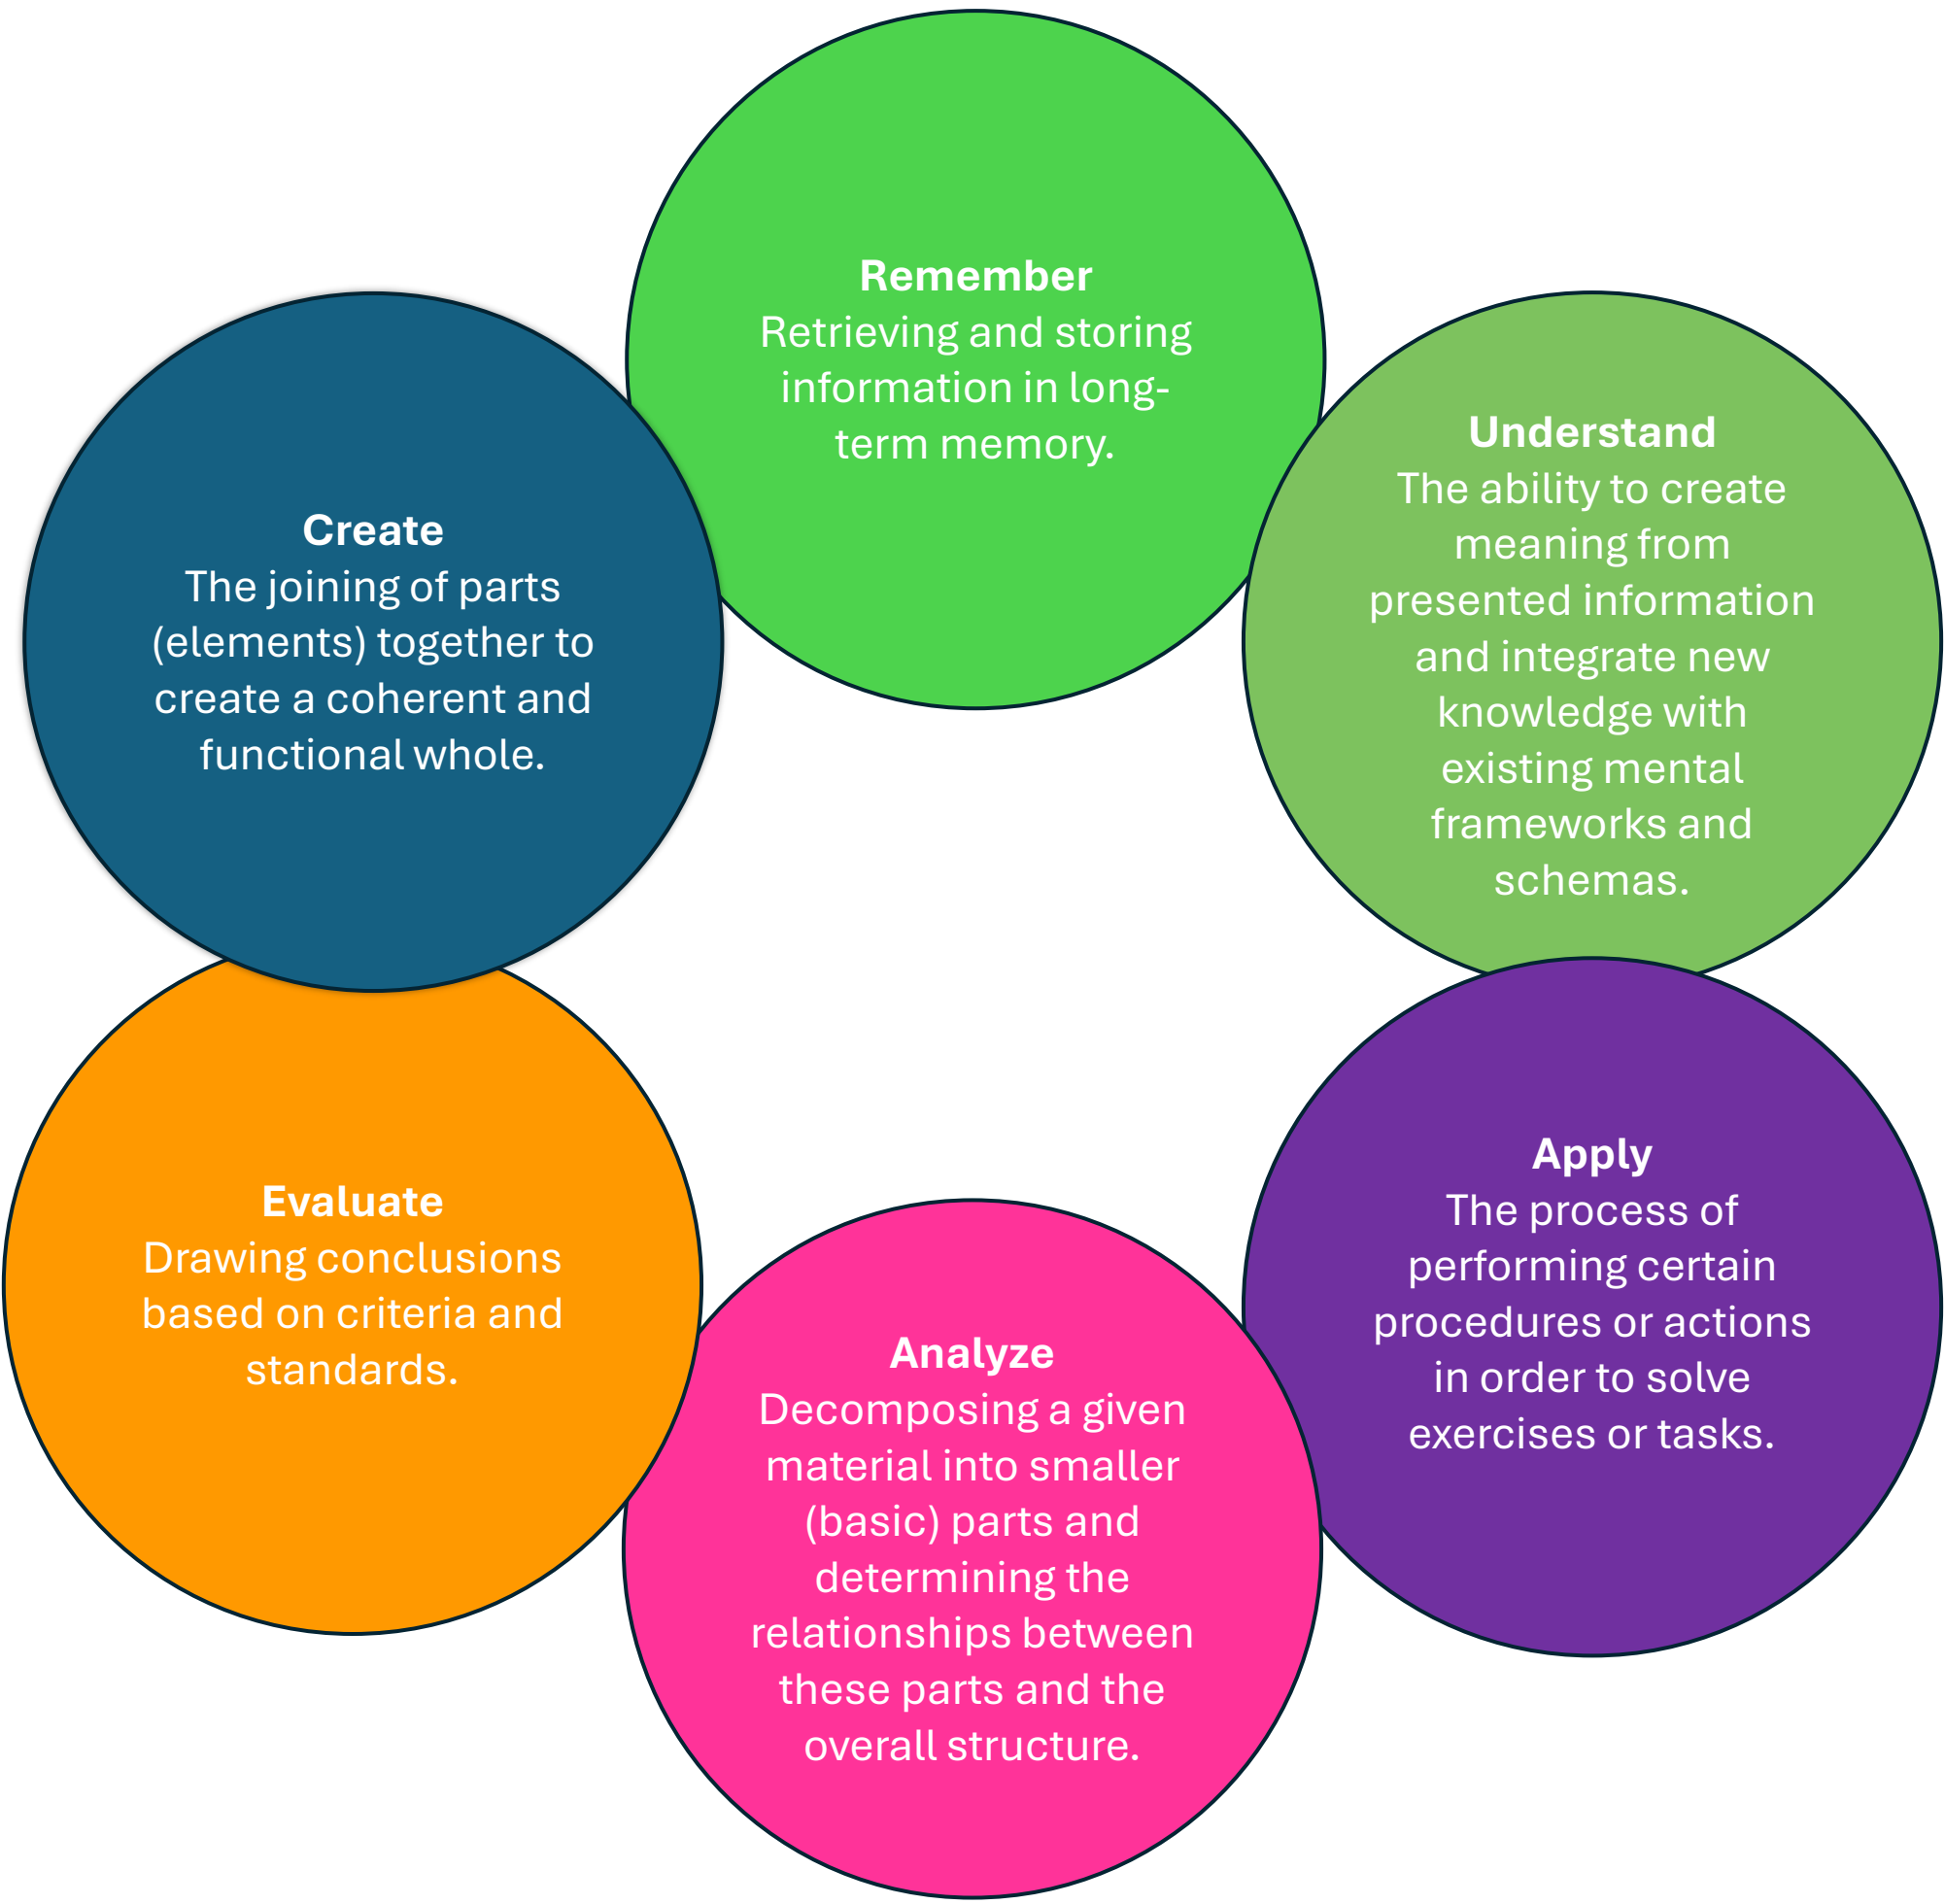 Remember
Retrieving and storing
information in long-
term memory.
Understand
The ability to create
meaning from
presented information
and integrate new
knowledge with
existing mental
frameworks and
schemas.
Apply
The process of
performing certain
procedures or actions
in order to solve
exercises or tasks.
Analyze
Decomposing a given
material into smaller
(basic) parts and
determining the
relationships between
these parts and the
overall structure.
Evaluate
Drawing conclusions
based on criteria and
standards.
Create
The joining of parts
(elements) together to
create a coherent and
functional whole.